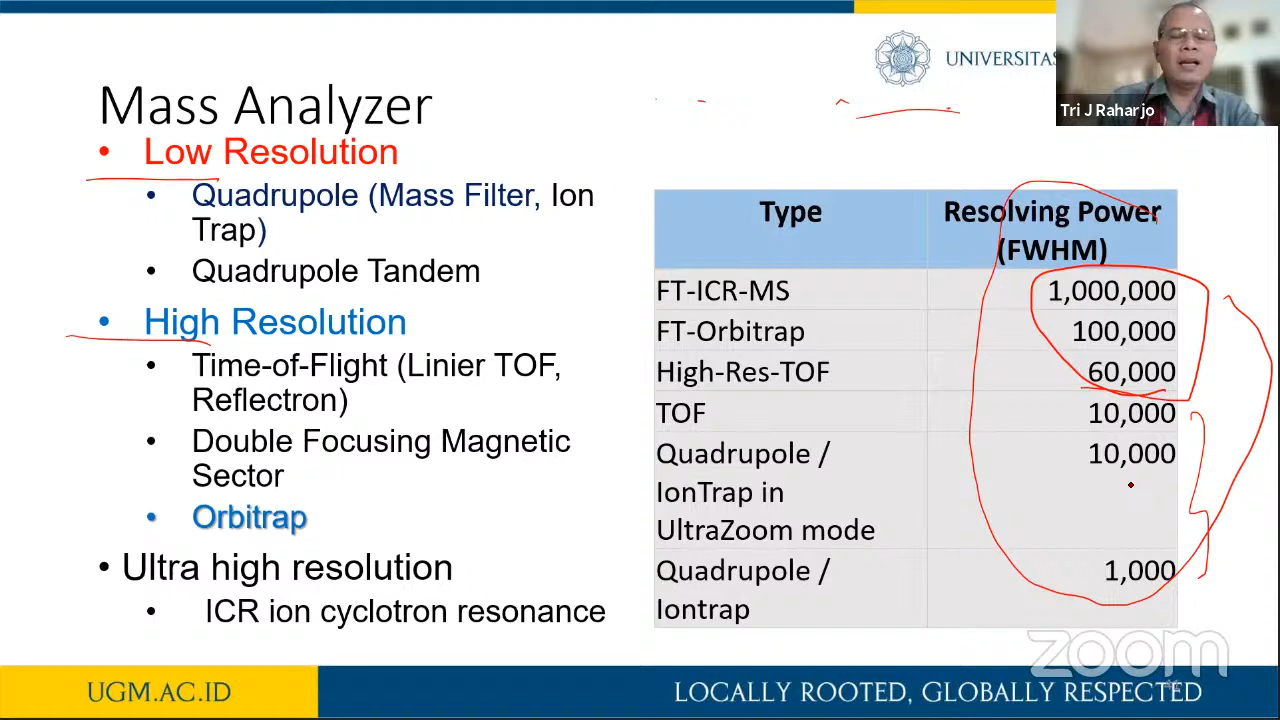 UNIVERSITAS
Tri J Raharjo
Mass Analyzer
• Low Resolution
• Quadrupole (Mass Filter, Ion
Trap)
• Quadrupole Tandem
• High Resolution
• Time-of-Flight (Linier TOF,
Reflectron)
• Double Focusing Magnetic
Sector
• Orbitrap
• Ultra high resolution
• ICR ion cyclotron resonance
Type Resolving Power
(FWHM)
FT-ICR-MS 1,000,000
FT-Orbitrap 100,000
High-Res-TOF 60,000
TOF 10,000
Quadrupole / 10,000
IonTrap in
UltraZoom mode
Quadrupole / 1,000
Iontrap
zoom
UGM.AC.ID
LOCALLY ROOTED, GLOBALLY RESPECTED